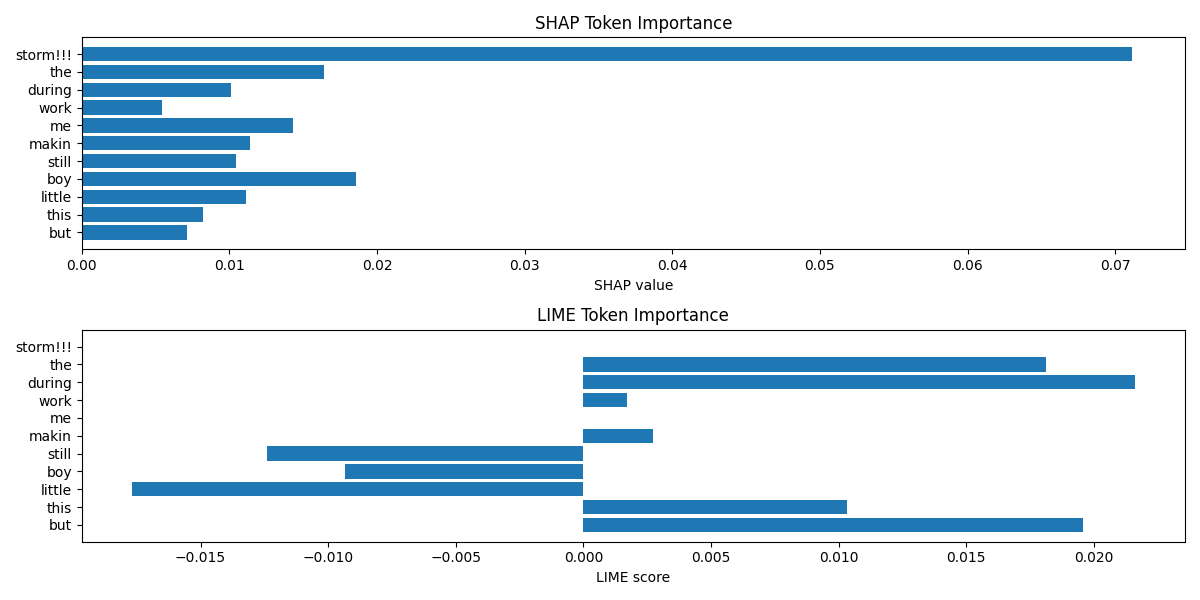 SHAP Token Importance
storm!!!
the
during
work
me
makin
still
boy
little
this
but
0.00 0.01 0.02 0.03 0.04 0.05 0.06 0.07
SHAP value
LIME Token Importance
storm!!!
the
during
work
me
makin
still
boy
little
this
but
−0.015 −0.010 −0.005 0.000 0.005 0.010 0.015 0.020
LIME score